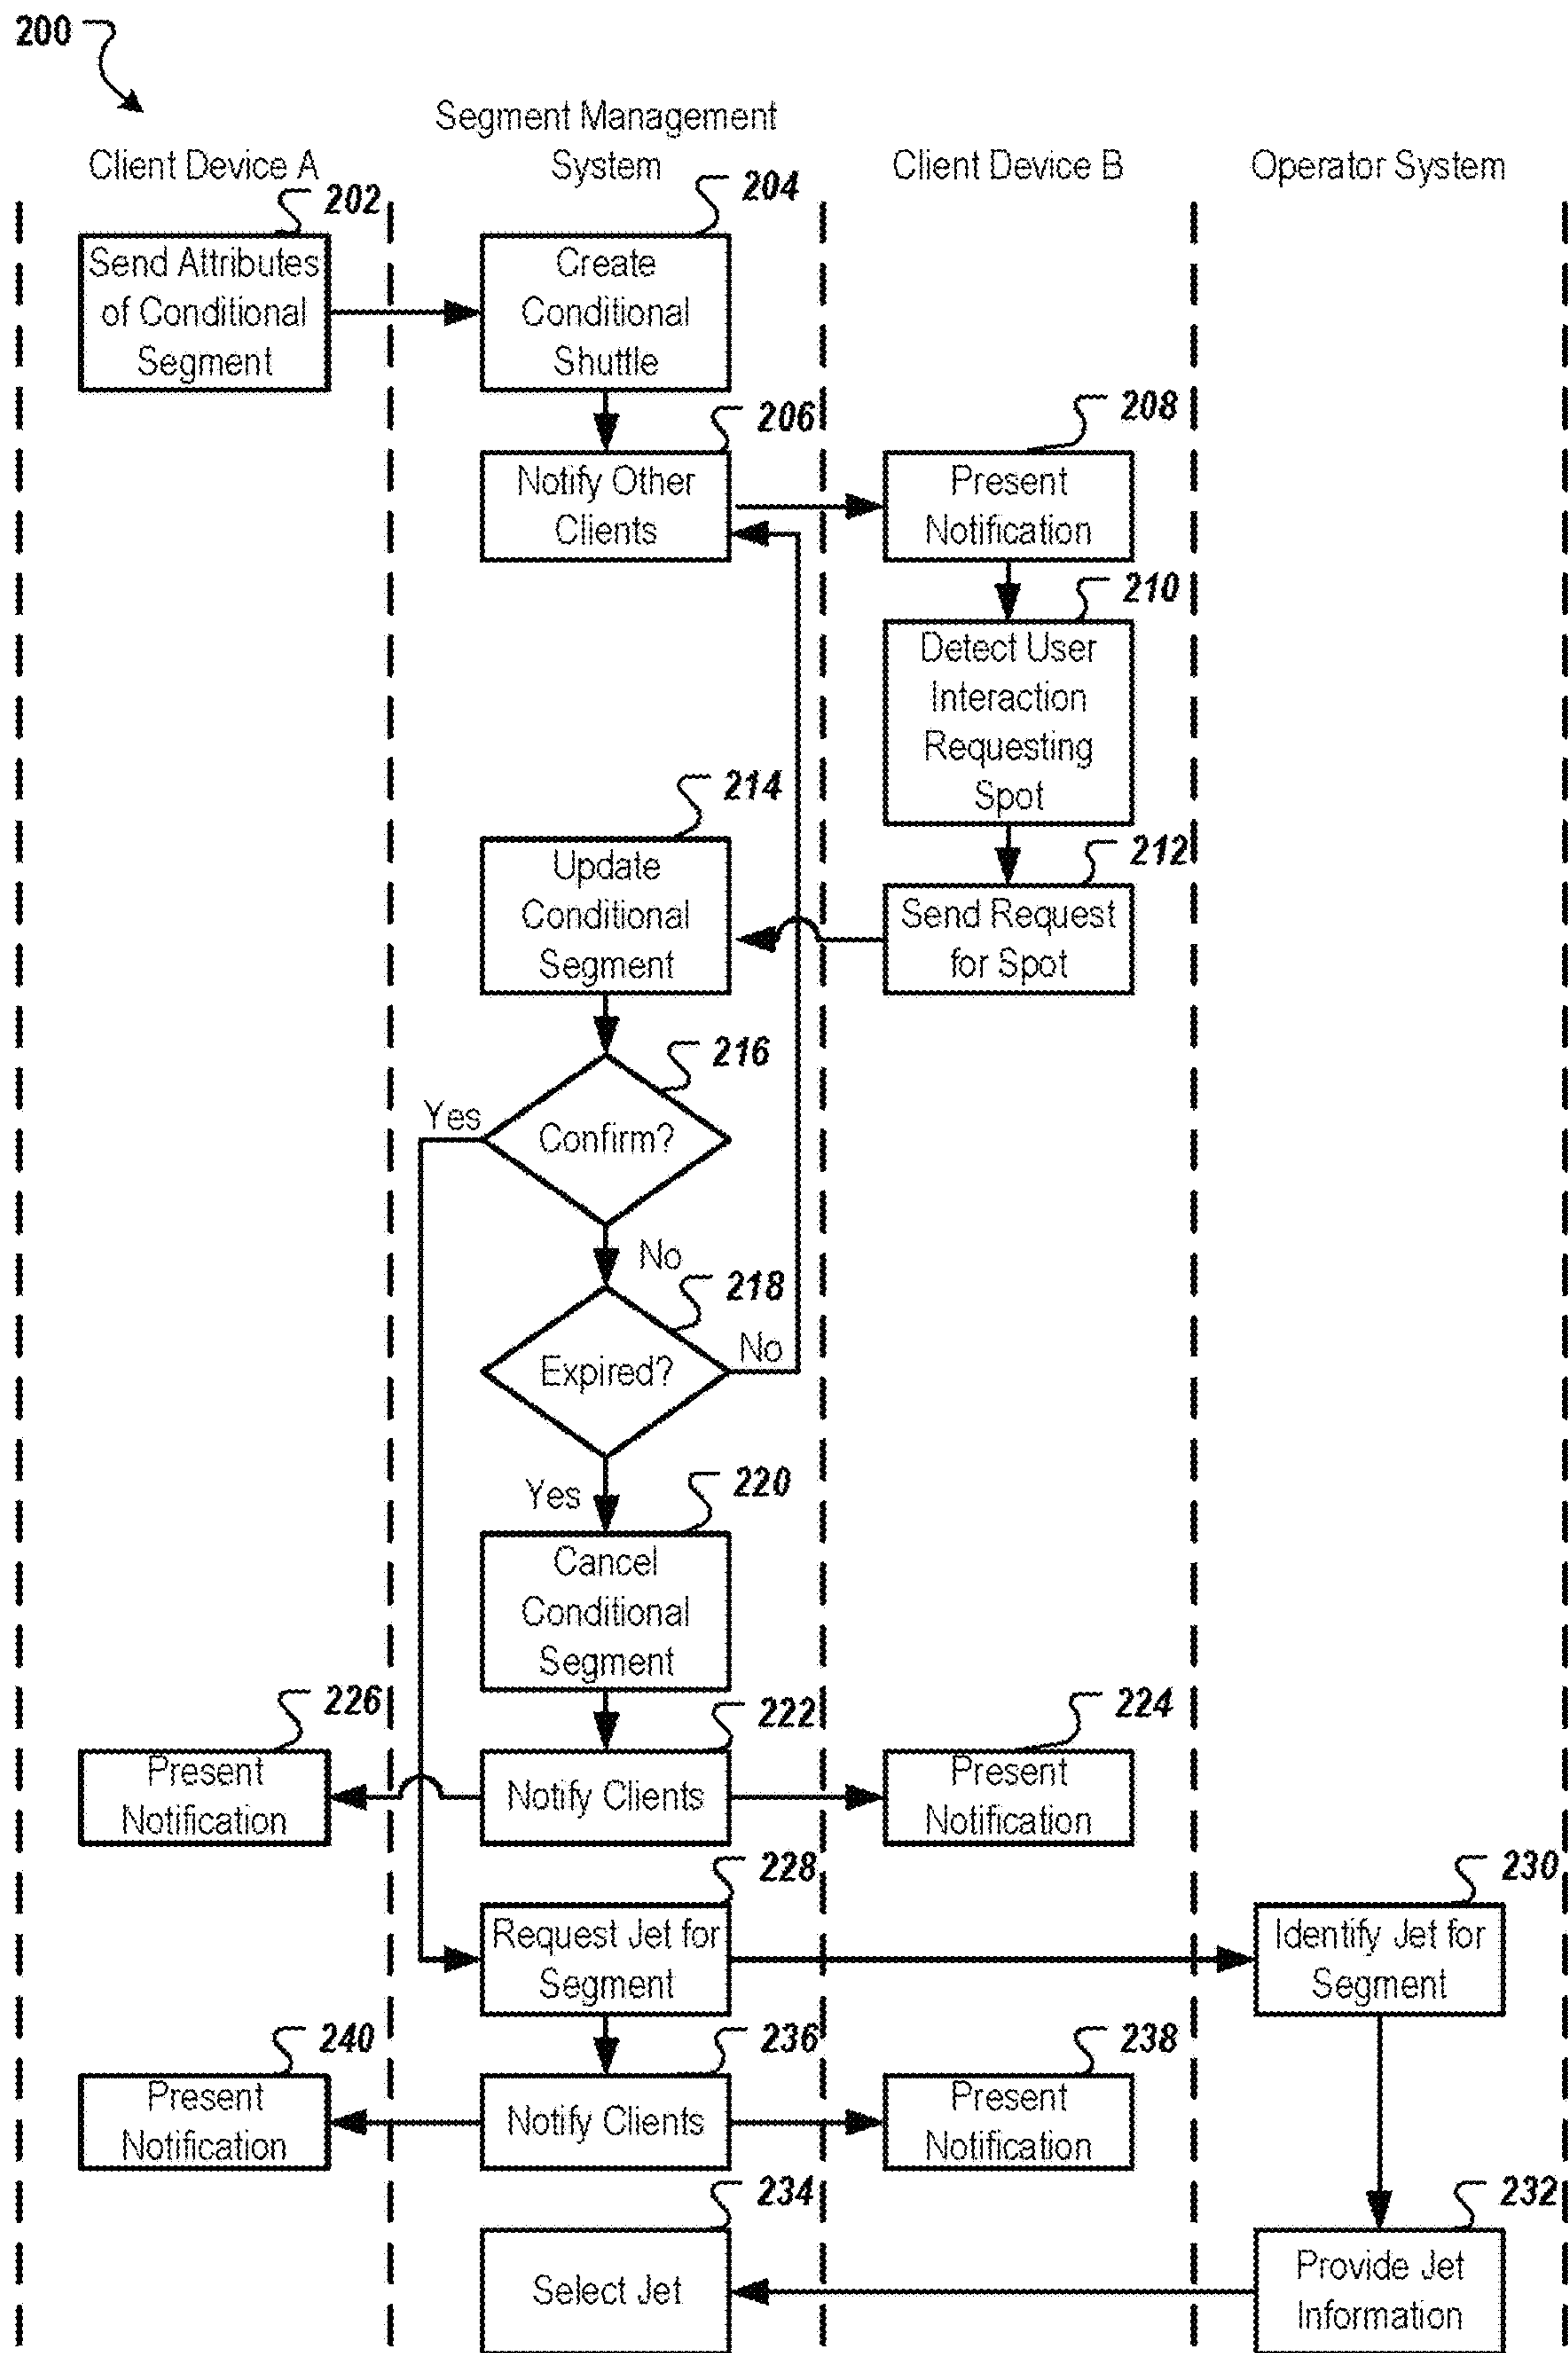 200
Segment Management
System
Client Device A
Client Device B
Operator System
202
Send Attributes
of Conditional
Segment
204
Create
Conditional
Shuttle
206
Notify Other
Clients
208
Present
Notification
210
Detect User
Interaction
Requesting
Spot
212
Send Request
for Spot
214
Update
Conditional
Segment
216
Confirm?
Yes
No
218
Expired?
No
Yes
220
Cancel
Conditional
Segment
222
Notify Clients
224
Present
Notification
226
Present
Notification
228
Request Jet for
Segment
230
Identify Jet for
Segment
236
Notify Clients
238
Present
Notification
240
Present
Notification
232
Provide Jet
Information
234
Select Jet